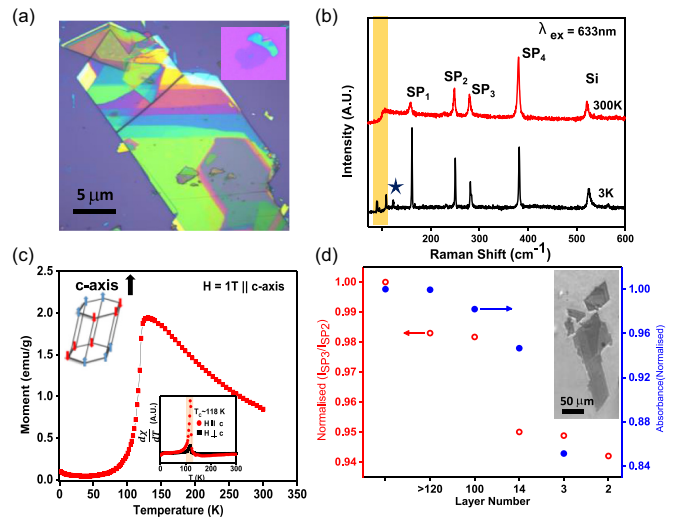 (a)
5 μm
(b)
λ ex = 633nm
SP1
SP2
SP3
SP4
Si
300K
3K
Intensity (A.U.)
200 300 400 500 600
Raman Shift (cm-1)
(c)
c-axis
H = 1T || c-axis
Moment (emu/g)
2.5
2.0
1.5
1.0
0.5
0.0
0 50 100 150 200 250 300 350
Temperature (K)
dχ/dT (A.U.)
Tc~118 K
H || c
H ⊥ c
0 100 200 300
T (K)
(d)
Normalised (ISP3/ISP2)
1.00
0.99
0.98
0.97
0.96
0.95
0.94
>120 100 14 3 2
Layer Number
50 μm
1.00
0.96
0.92
0.88
0.84
Absorbance(Normalised)